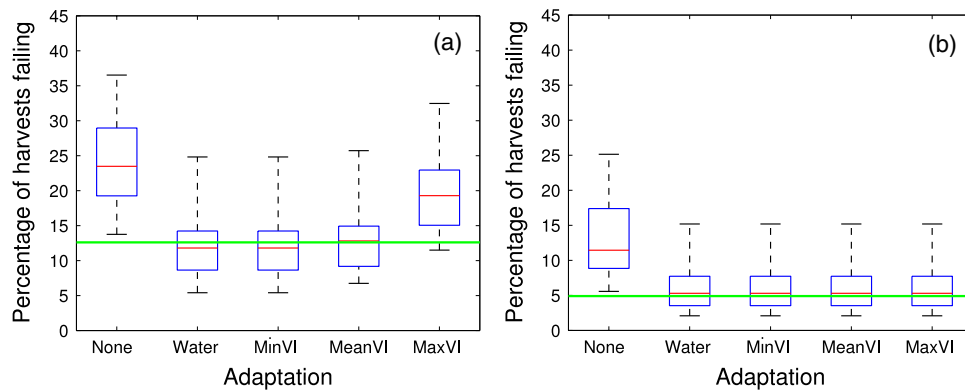 (a)
Percentage of harvests failing
45
40
35
30
25
20
15
10
5
0
None Water MinVI MeanVI MaxVI
Adaptation
(b)
Percentage of harvests failing
45
40
35
30
25
20
15
10
5
0
None Water MinVI MeanVI MaxVI
Adaptation